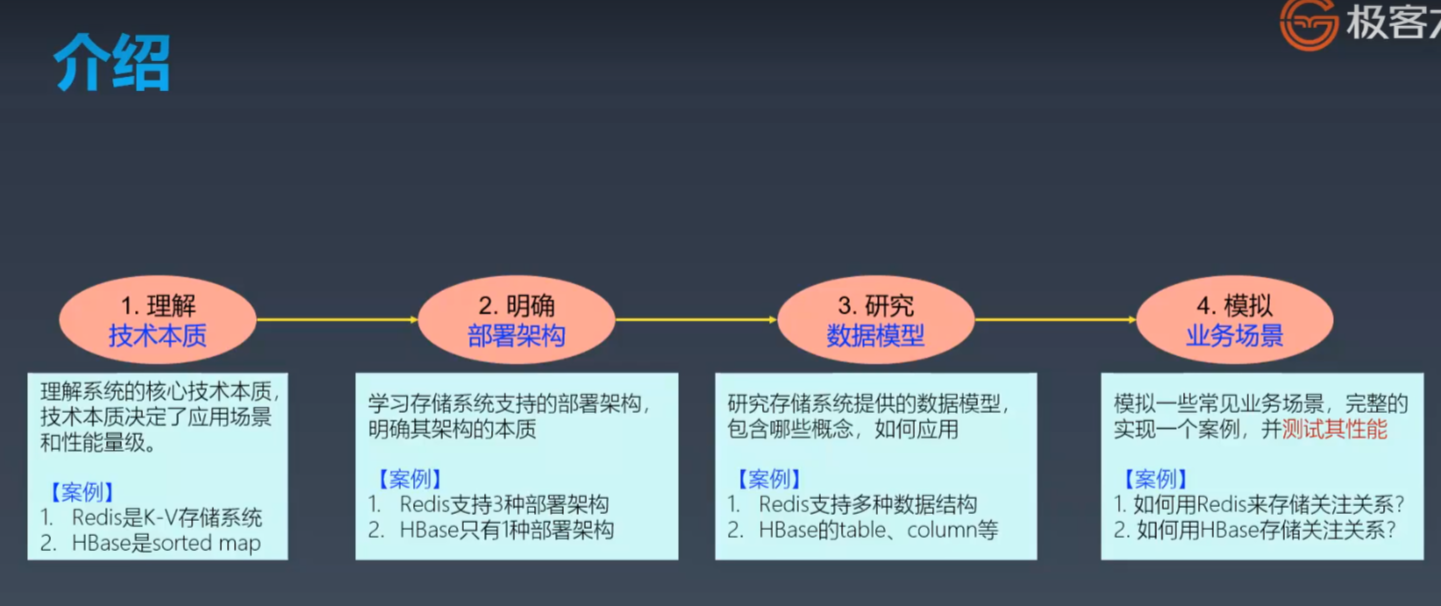 极客
介绍
1. 理解
技术本质
2. 明确
部署架构
3. 研究
数据模型
4. 模拟
业务场景
理解系统的核心技术本质，
技术本质决定了应用场景
和性能量级。
【案例】
1. Redis是K-V存储系统
2. HBase是sorted map
学习存储系统支持的部署架构，
明确其架构的本质
【案例】
1. Redis支持3种部署架构
2. HBase只有1种部署架构
研究存储系统提供的数据模型，
包含哪些概念，如何应用
【案例】
1. Redis支持多种数据结构
2. HBase的table、column等
模拟一些常见业务场景，完整的
实现一个案例，并测试其性能
【案例】
1. 如何用Redis来存储关注关系？
2. 如何用HBase存储关注关系？